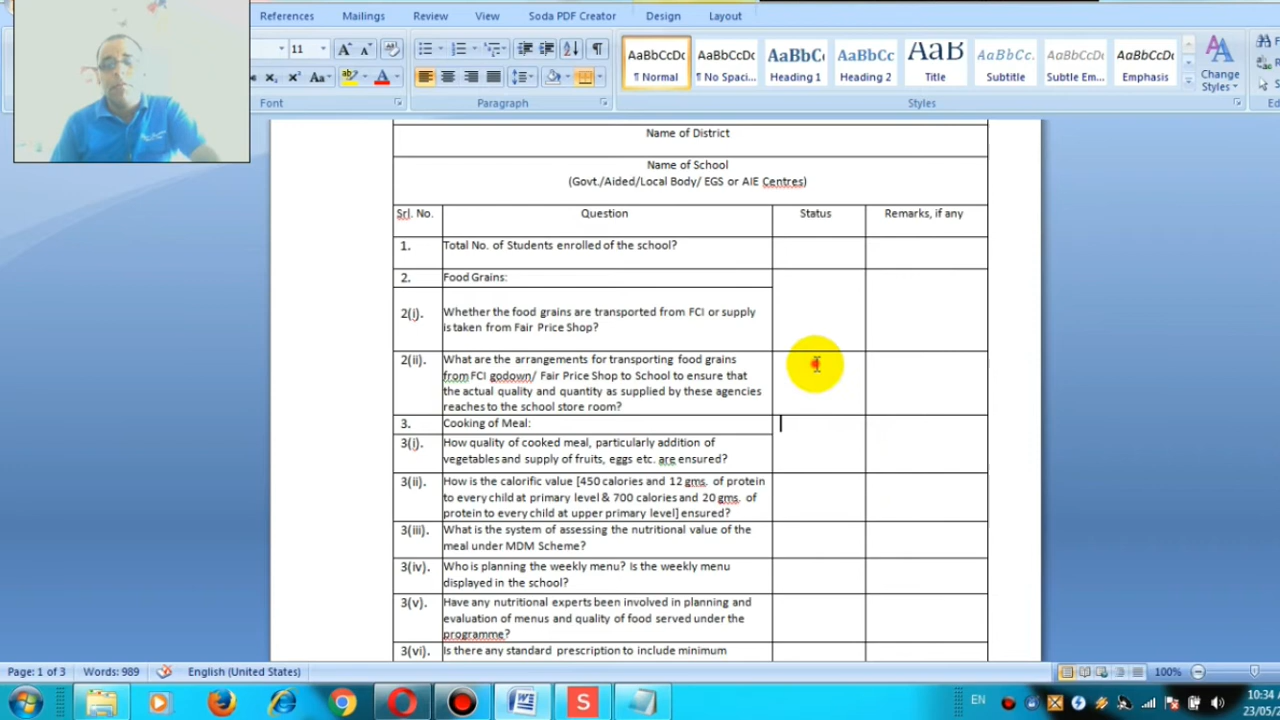 References Mailings Review View Soda PDF Creator Design Layout
11
AaBbCcDc AaBbCcDc AaBbC AaBbCc AaB AaBbCc. AaBbCcDc AaBbCcDc
¶ Normal ¶ No Spaci... Heading 1 Heading 2 Title Subtitle Subtle Em... Emphasis
Change
Styles
Font Paragraph Styles
Name of District
Name of School
(Govt./Aided/Local Body/ EGS or AIE Centres)
Srl. No. Question Status Remarks, if any
1. Total No. of Students enrolled of the school?
2. Food Grains:
2(i). Whether the food grains are transported from FCI or supply
is taken from Fair Price Shop?
2(ii). What are the arrangements for transporting food grains
from FCI godown/ Fair Price Shop to School to ensure that
the actual quality and quantity as supplied by these agencies
reaches to the school store room?
3. Cooking of Meal:
3(i). How quality of cooked meal, particularly addition of
vegetables and supply of fruits, eggs etc. are ensured?
3(ii). How is the calorific value [450 calories and 12 gms. of protein
to every child at primary level & 700 calories and 20 gms. of
protein to every child at upper primary level] ensured?
3(iii). What is the system of assessing the nutritional value of the
meal under MDM Scheme?
3(iv). Who is planning the weekly menu? Is the weekly menu
displayed in the school?
3(v). Have any nutritional experts been involved in planning and
evaluation of menus and quality of food served under the
programme?
3(vi). Is there any standard prescription to include minimum
Page: 1 of 3 Words: 989 English (United States) 100%
EN 10:34
23/05